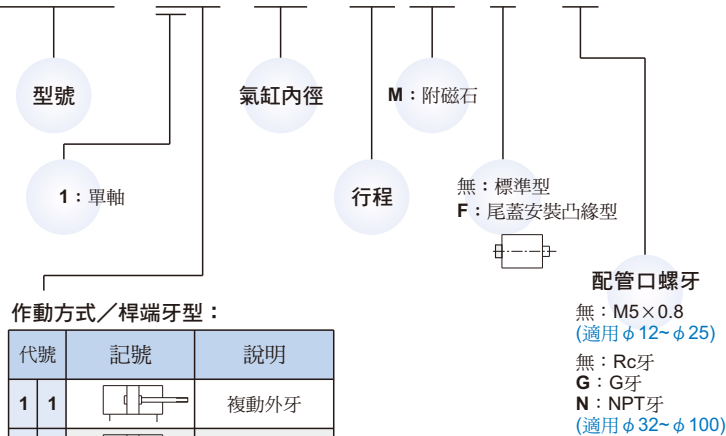 型號
氣缸內徑
M：附磁石
1：單軸
行程
無：標準型
F：尾蓋安裝凸緣型
配管口螺牙
無：M5×0.8
(適用φ12~φ25)
無：Rc牙
G：G牙
N：NPT牙
(適用φ32~φ100)
作動方式／桿端牙型：
代號 記號 說明
1 1 複動外牙